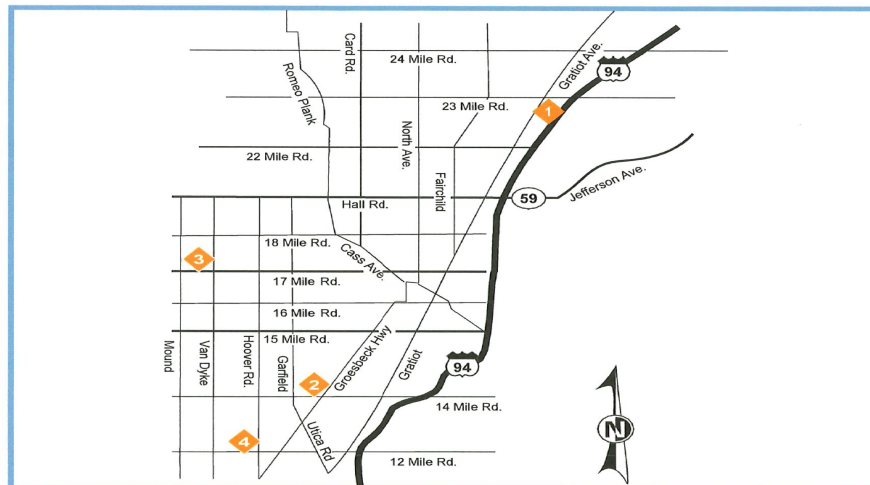 Card Rd.
24 Mile Rd.
Gratiot Ave.
94
Romeo Plank
23 Mile Rd.
1
North Ave.
22 Mile Rd.
Fairchild
Hall Rd.
59
Jefferson Ave.
18 Mile Rd.
Cass Ave.
3
17 Mile Rd.
16 Mile Rd.
15 Mile Rd.
Mound
Van Dyke
Hoover Rd.
Garfield
Groesbeck Hwy
Gratiot
94
2
14 Mile Rd.
Utica Rd
4
12 Mile Rd.
N